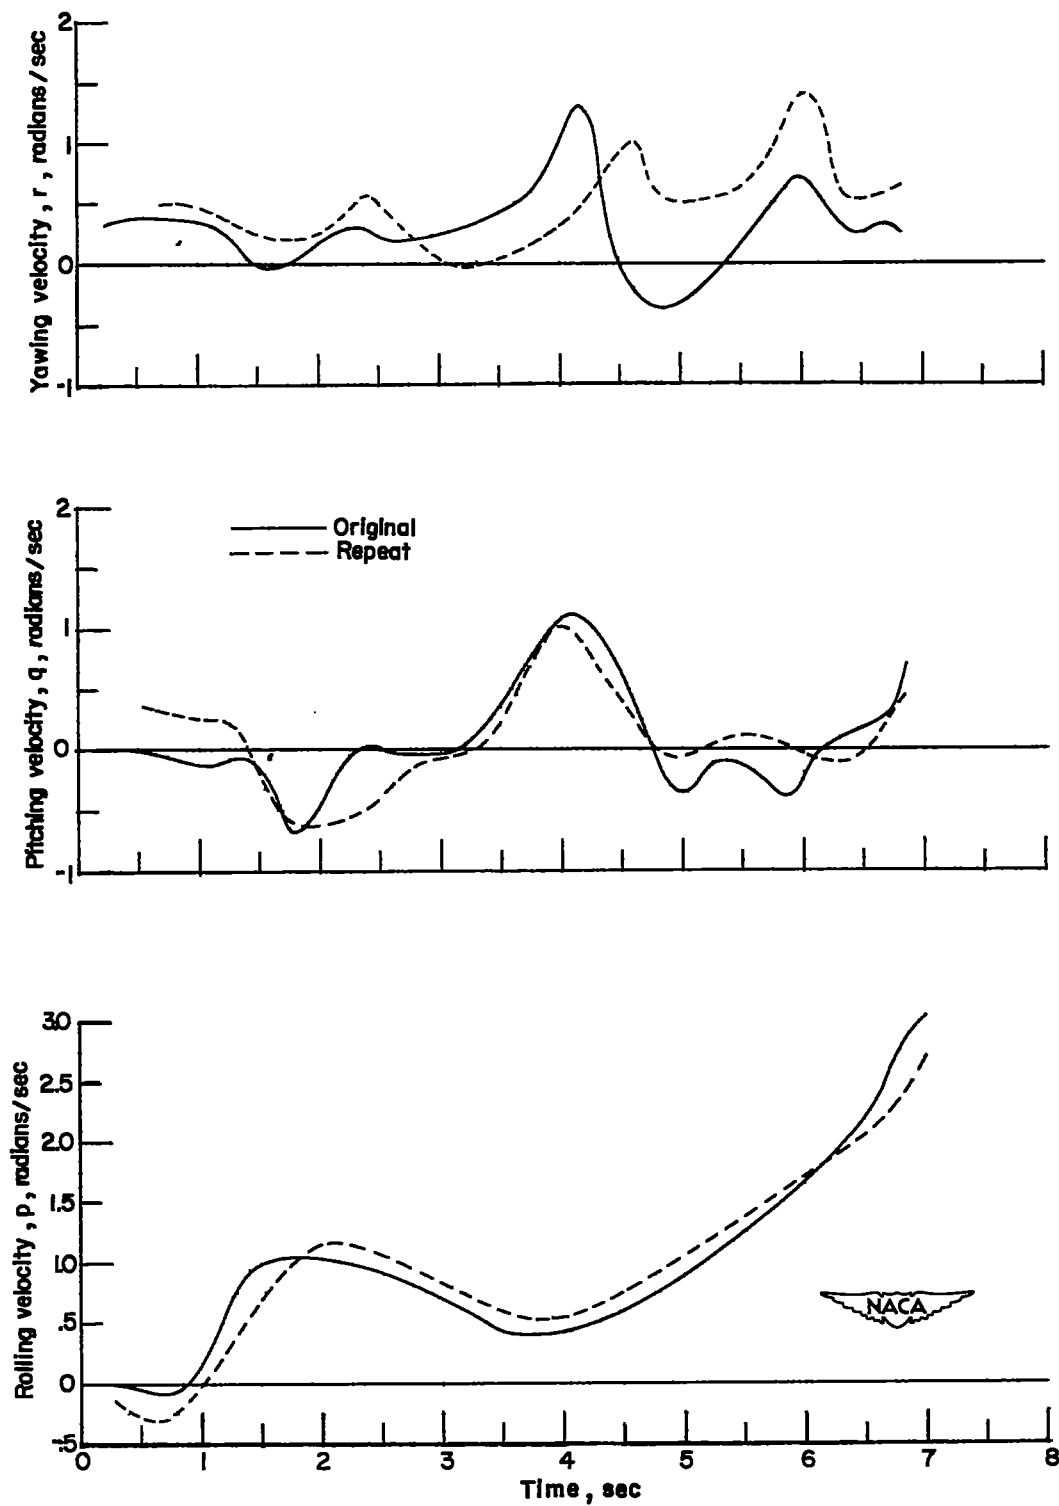 Yawing velocity, r, radians/sec
2
1
0
-1
Pitching velocity, q, radians/sec
2
1
0
-1
Original
Repeat
Rolling velocity, p, radians/sec
3.0
2.5
2.0
1.5
1.0
.5
0
-.5
NACA
0 1 2 3 4 5 6 7 8
Time, sec